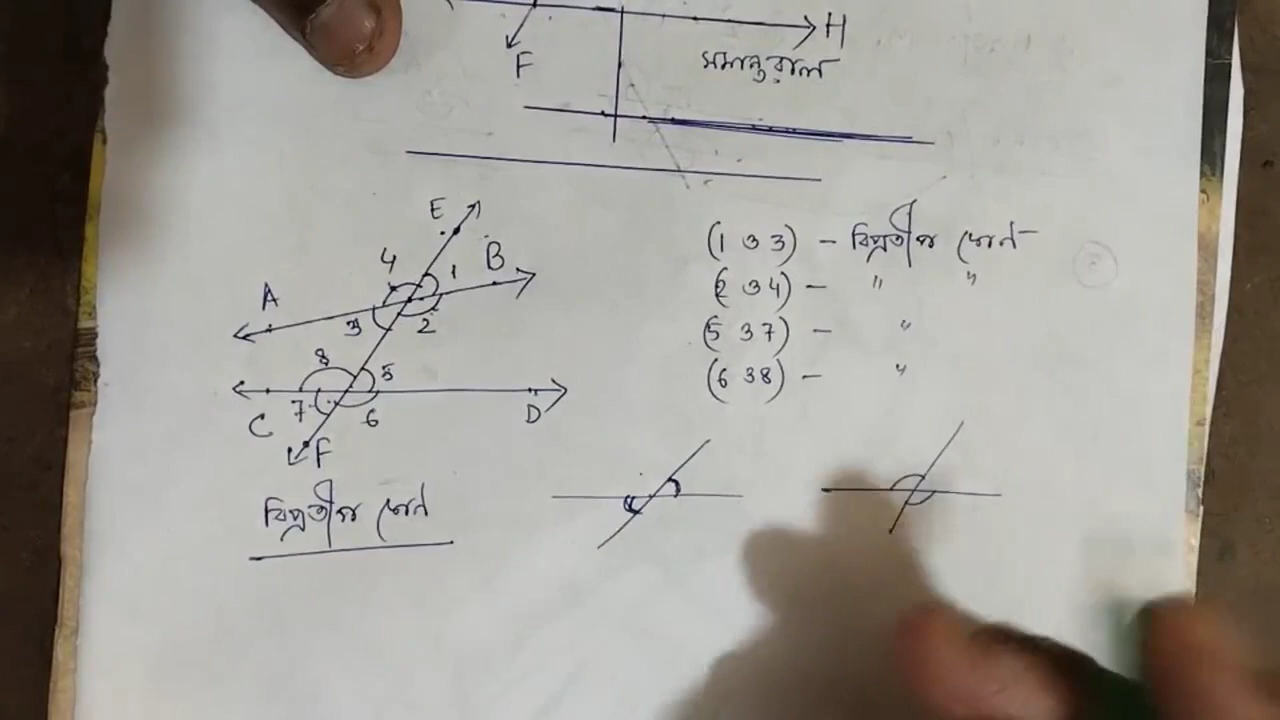 H
F
সমান্তরাল
E
4 1 B
A
3 2
8 5
C 7 6 D
F
বিপ্রতীপ কোন
(1 ও 3) – বিপ্রতীপ কোন
(2 ও 4) – " "
(5 ও 7) – "
(6 ও 8) – "